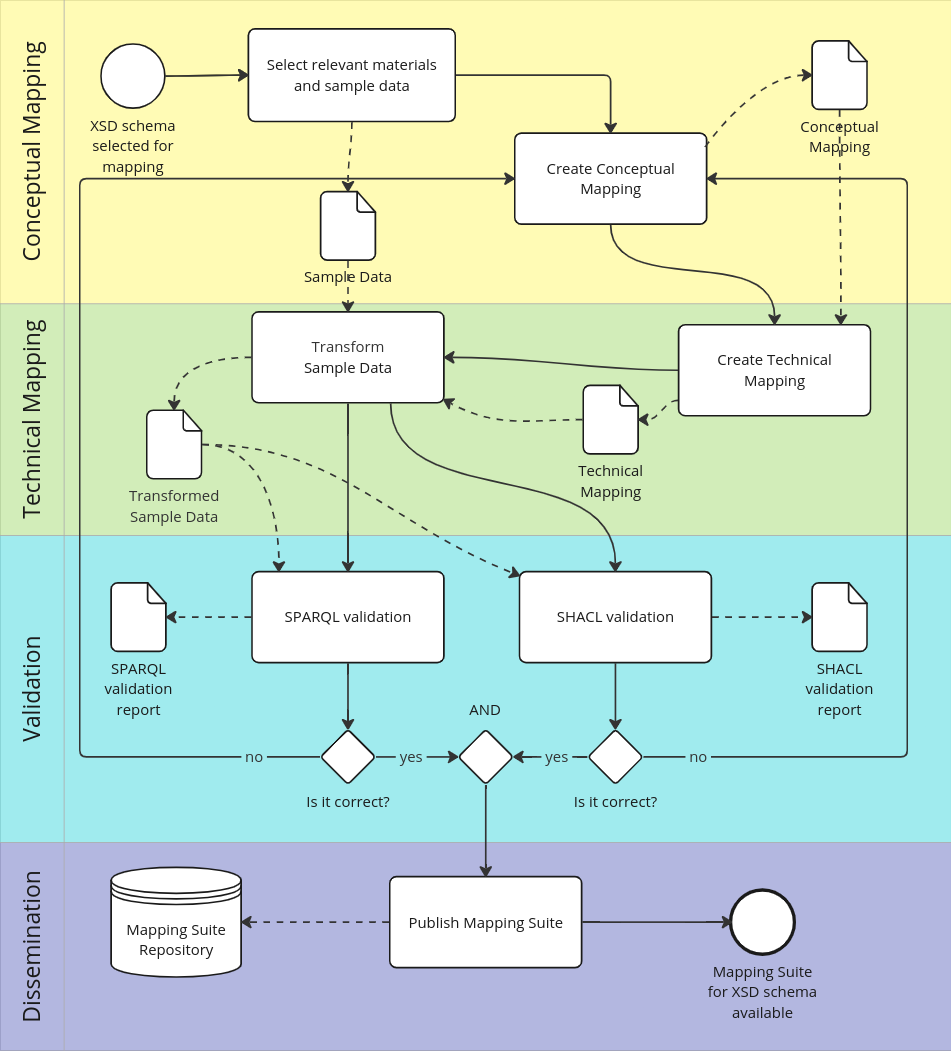 Conceptual Mapping
XSD schema
selected for
mapping
Select relevant materials
and sample data
Conceptual
Mapping
Create Conceptual
Mapping
Sample Data
Technical Mapping
Transform
Sample Data
Create Technical
Mapping
Technical
Mapping
Transformed
Sample Data
Validation
SPARQL validation
SHACL validation
SPARQL
validation
report
SHACL
validation
report
AND
no
yes
yes
no
Is it correct?
Is it correct?
Dissemination
Mapping Suite
Repository
Publish Mapping Suite
Mapping Suite
for XSD schema
available